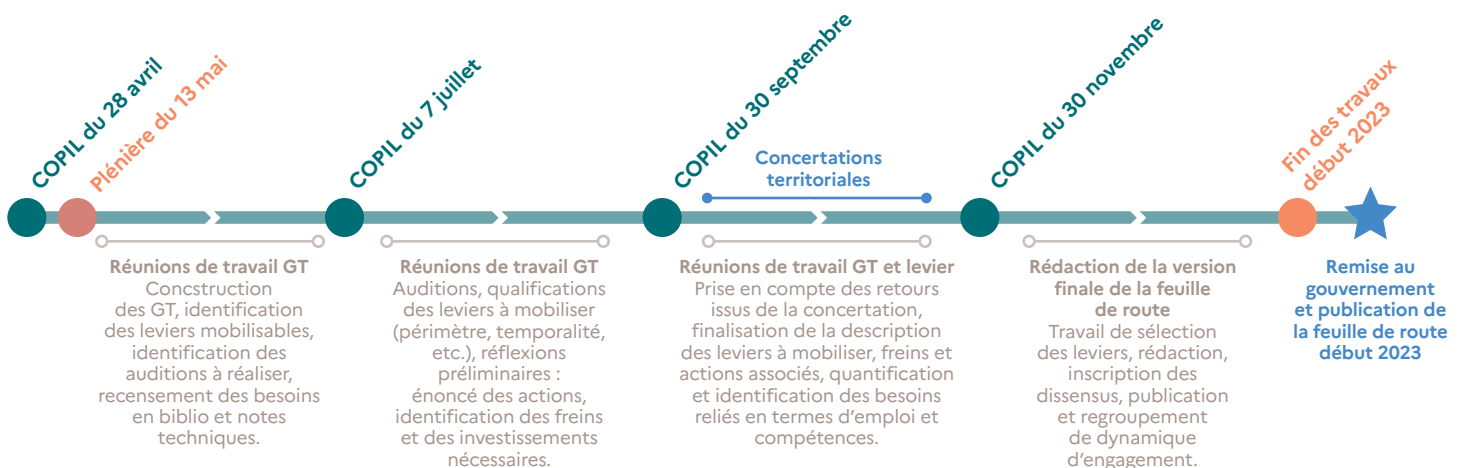 COPIL du 28 avril
Plénière du 13 mai
COPIL du 7 juillet
COPIL du 30 septembre
Concertations
territoriales
COPIL du 30 novembre
Fin des travaux
début 2023
Réunions de travail GT
Concstruction
des GT, identification
des leviers mobilisables,
identification des
auditions à réaliser,
recensement des besoins
en biblio et notes
techniques.
Réunions de travail GT
Auditions, qualifications
des leviers à mobiliser
(périmètre, temporalité,
etc.), réflexions
préliminaires :
énoncé des actions,
identification des freins
et des investissements
nécessaires.
Réunions de travail GT et levier
Prise en compte des retours
issus de la concertation,
finalisation de la description
des leviers à mobiliser, freins et
actions associés, quantification
et identification des besoins
reliés en termes d’emploi et
compétences.
Rédaction de la version
finale de la feuille
de route
Travail de sélection
des leviers, rédaction,
inscription des
dissensus, publication
et regroupement
de dynamique
d’engagement.
Remise au
gouvernement
et publication de
la feuille de route
début 2023